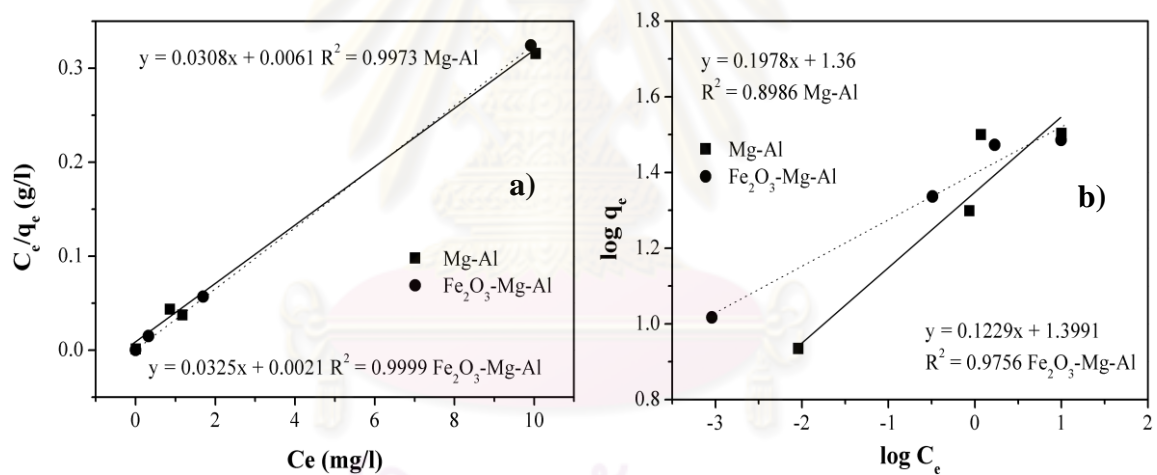 y = 0.0308x + 0.0061 R² = 0.9973 Mg-Al
0.3
0.2
0.1
0.0
C_e/q_e (g/l)
a)
Mg-Al
Fe₂O₃-Mg-Al
y = 0.0325x + 0.0021 R² = 0.9999 Fe₂O₃-Mg-Al
0 2 4 6 8 10
Ce (mg/l)
y = 0.1978x + 1.36
R² = 0.8986 Mg-Al
1.8
1.6
1.4
1.2
1.0
0.8
log q_e
Mg-Al
Fe₂O₃-Mg-Al
b)
y = 0.1229x + 1.3991
R² = 0.9756 Fe₂O₃-Mg-Al
-3 -2 -1 0 1 2
log C_e